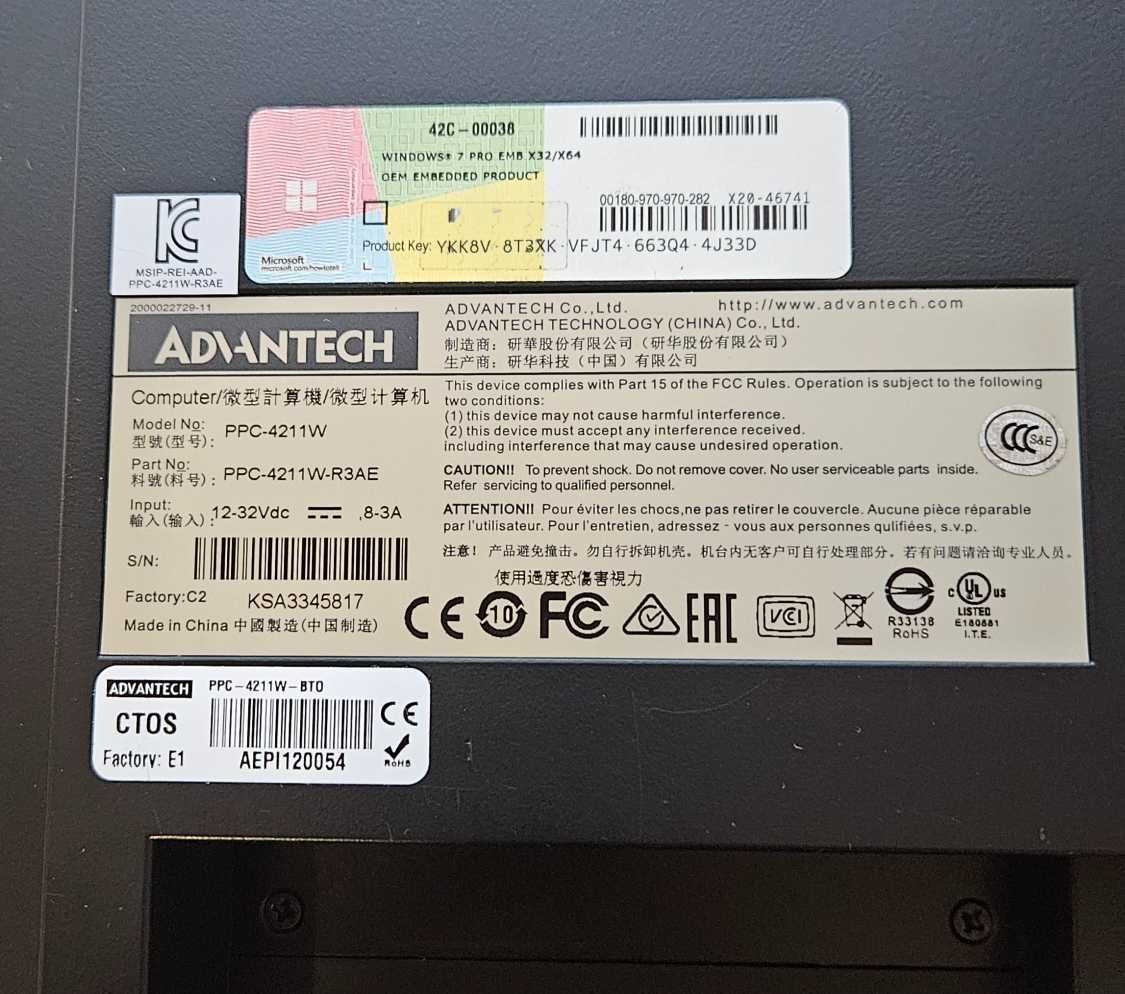 42C-00038
WINDOWS® 7 PRO EMB X32/X64
OEM EMBEDDED PRODUCT
00180-970-970-282 X20-46741
Product Key: YKK8V-8T3XK-VFJT4-663Q4-4J33D
Microsoft
microsoft.com/howtotell
MSIP-REI-AAD-
PPC-4211W-R3AE
2000022729-11
ADVANTECH
ADVANTECH Co.,Ltd. http://www.advantech.com
ADVANTECH TECHNOLOGY (CHINA) Co., Ltd.
制造商：研華股份有限公司（研华股份有限公司）
生产商：研华科技（中国）有限公司
Computer/微型計算機/微型计算机
Model No:
型號(型号): PPC-4211W
Part No:
料號(料号): PPC-4211W-R3AE
Input:
輸入(输入): 12-32Vdc ,8-3A
S/N:
Factory:C2 KSA3345817
Made in China 中國製造(中国制造)
This device complies with Part 15 of the FCC Rules. Operation is subject to the following
two conditions:
(1) this device may not cause harmful interference.
(2) this device must accept any interference received.
including interference that may cause undesired operation.
CAUTION!! To prevent shock. Do not remove cover. No user serviceable parts inside.
Refer servicing to qualified personnel.
ATTENTION!! Pour éviter les chocs,ne pas retirer le couvercle. Aucune pièce réparable
par l'utilisateur. Pour l'entretien, adressez - vous aux personnes qulifiées, s.v.p.
注意！产品避免撞击。勿自行拆卸机壳。机台内无客户可自行处理部分。若有问题请洽询专业人员。
使用過度恐傷害視力
CE 10 FC EAC VCI
R33138
RoHS
C UL US
LISTED
E180881
I.T.E.
CCC S&E
ADVANTECH PPC-4211W-BTO
CTOS CE
Factory: E1 AEPI120054 RoHS